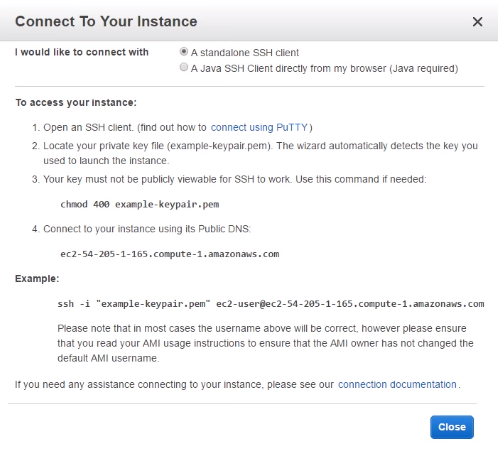 Connect To Your Instance
I would like to connect with
A standalone SSH client
A Java SSH Client directly from my browser (Java required)
To access your instance:
1. Open an SSH client. (find out how to connect using PuTTY)
2. Locate your private key file (example-keypair.pem). The wizard automatically detects the key you
used to launch the instance.
3. Your key must not be publicly viewable for SSH to work. Use this command if needed:
chmod 400 example-keypair.pem
4. Connect to your instance using its Public DNS:
ec2-54-205-1-165.compute-1.amazonaws.com
Example:
ssh -i "example-keypair.pem" ec2-user@ec2-54-205-1-165.compute-1.amazonaws.com
Please note that in most cases the username above will be correct, however please ensure
that you read your AMI usage instructions to ensure that the AMI owner has not changed the
default AMI username.
If you need any assistance connecting to your instance, please see our connection documentation.
Close